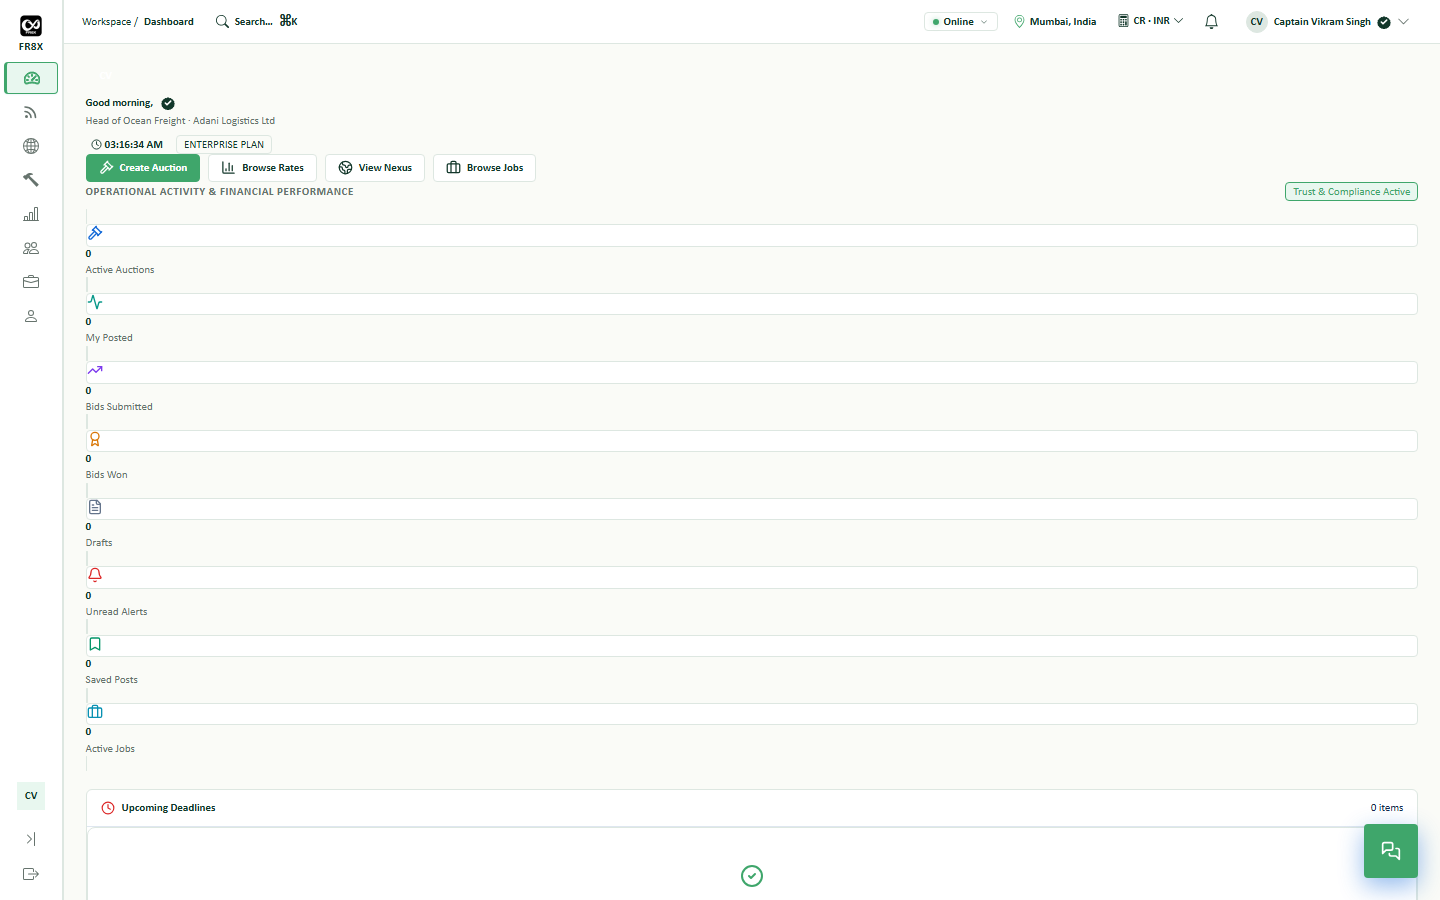 FR8X
FR8X
Workspace / Dashboard
Search... ⌘K
Online
Mumbai, India
CR · INR
CV
Captain Vikram Singh
Good morning,
Head of Ocean Freight · Adani Logistics Ltd
03:16:34 AM
ENTERPRISE PLAN
Create Auction
Browse Rates
View Nexus
Browse Jobs
OPERATIONAL ACTIVITY & FINANCIAL PERFORMANCE
Trust & Compliance Active
0
Active Auctions
0
My Posted
0
Bids Submitted
0
Bids Won
0
Drafts
0
Unread Alerts
0
Saved Posts
0
Active Jobs
Upcoming Deadlines
0 items
CV